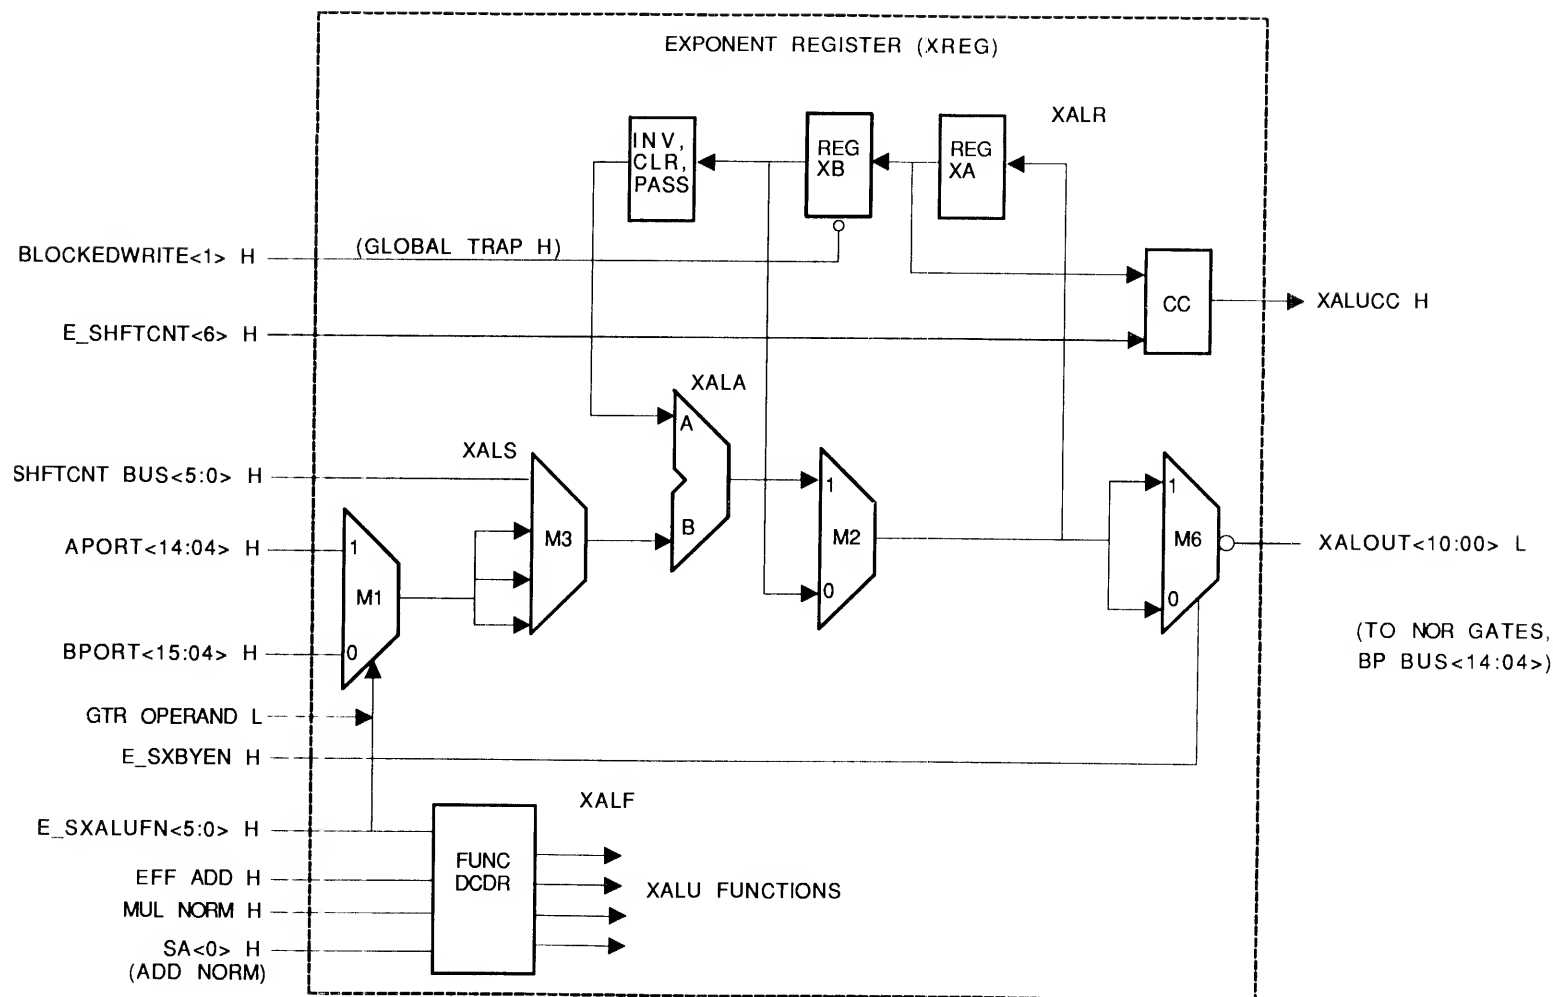 EXPONENT REGISTER (XREG)
XALR
INV,
CLR,
PASS
REG
XB
REG
XA
BLOCKEDWRITE<1> H
(GLOBAL TRAP H)
CC
XALUCC H
E_SHFTCNT<6> H
XALA
A
XALS
SHFTCNT BUS<5:0> H
1
1
B
M3
M2
M6
APORT<14:04> H
1
XALOUT<10:00> L
M1
0
0
(TO NOR GATES,
BP BUS<14:04>)
BPORT<15:04> H
0
GTR OPERAND L
E_SXBYEN H
XALF
E_SXALUFN<5:0> H
FUNC
DCDR
EFF ADD H
XALU FUNCTIONS
MUL NORM H
SA<0> H
(ADD NORM)